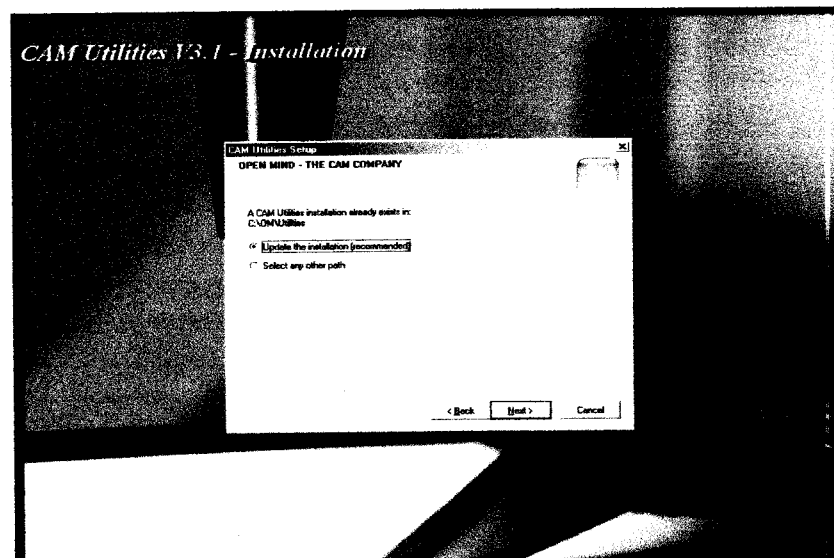 CAM Utilities V3.1 - Installation
CAM Utilities Setup
OPEN MIND - THE CAM COMPANY
A CAM Utilities installation already exists in:
C:\OM\Utilities
Update the installation (recommended)
Select any other path
< Back
Next >
Cancel